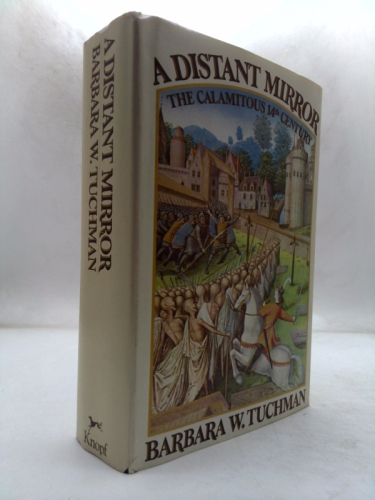 A DISTANT MIRROR
BARBARA W. TUCHMAN
Knopf
A DISTANT MIRROR
THE CALAMITOUS 14th CENTURY
BARBARA W. TUCHMAN